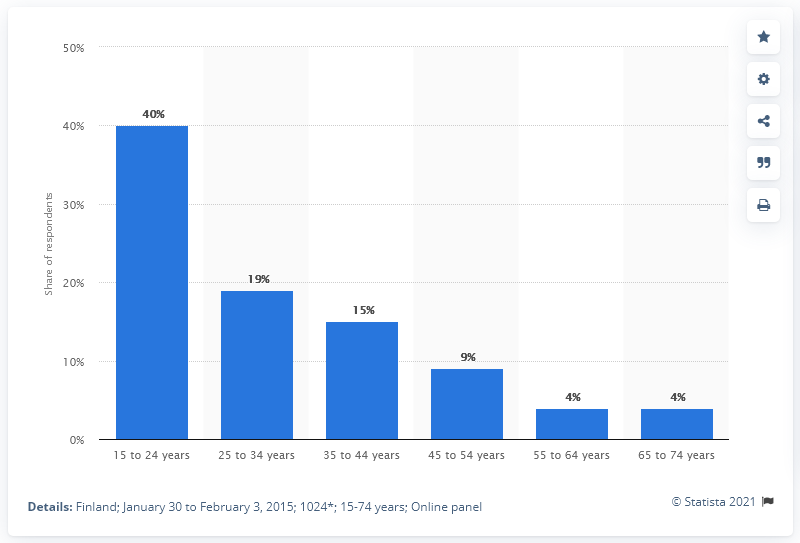 50%
40%
30%
20%
10%
0%
Share of respondents
40%
19%
15%
9%
4%
4%
15 to 24 years
25 to 34 years
35 to 44 years
45 to 54 years
55 to 64 years
65 to 74 years
Details: Finland; January 30 to February 3, 2015; 1024*; 15-74 years; Online panel
© Statista 2021